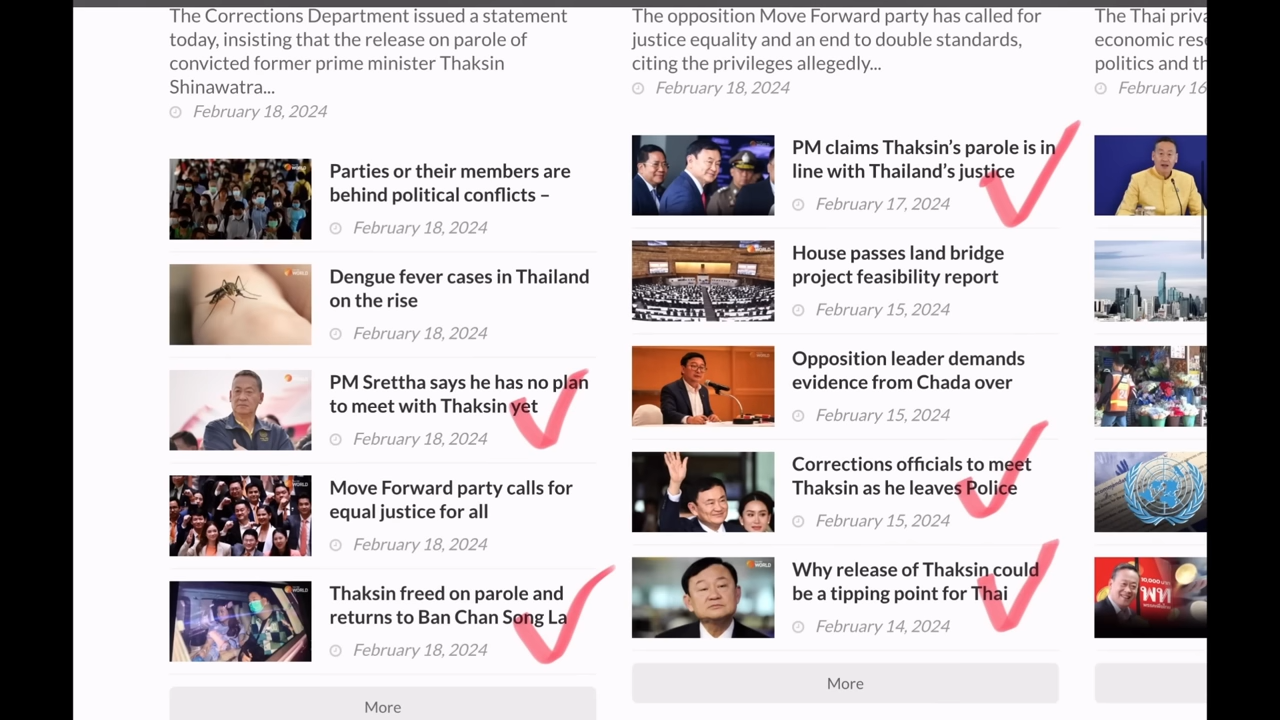 The Corrections Department issued a statement
today, insisting that the release on parole of
convicted former prime minister Thaksin
Shinawatra...
February 18, 2024
Parties or their members are
behind political conflicts –
February 18, 2024
Dengue fever cases in Thailand
on the rise
February 18, 2024
PM Srettha says he has no plan
to meet with Thaksin yet
February 18, 2024
Move Forward party calls for
equal justice for all
February 18, 2024
Thaksin freed on parole and
returns to Ban Chan Song La
February 18, 2024
More
The opposition Move Forward party has called for
justice equality and an end to double standards,
citing the privileges allegedly...
February 18, 2024
PM claims Thaksin’s parole is in
line with Thailand’s justice
February 17, 2024
House passes land bridge
project feasibility report
February 15, 2024
Opposition leader demands
evidence from Chada over
February 15, 2024
Corrections officials to meet
Thaksin as he leaves Police
February 15, 2024
Why release of Thaksin could
be a tipping point for Thai
February 14, 2024
More
The Thai
economic
politics and
February 16
10,000
พท